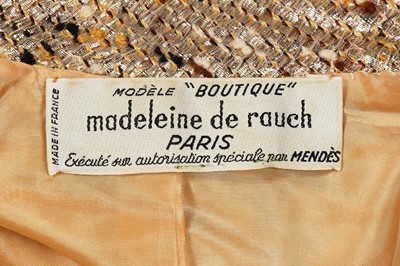 MADE IN FRANCE
MODÈLE "BOUTIQUE"
madeleine de rauch
PARIS
Exécuté sur autorisation spéciale par MENDÈS